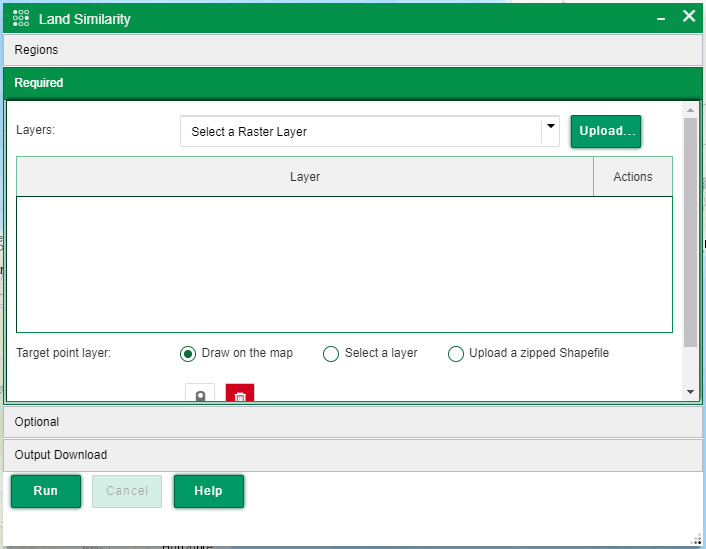 Land Similarity
Regions
Required
Layers:
Select a Raster Layer
Upload...
Layer
Actions
Target point layer:
Draw on the map
Select a layer
Upload a zipped Shapefile
Optional
Output Download
Run
Cancel
Help